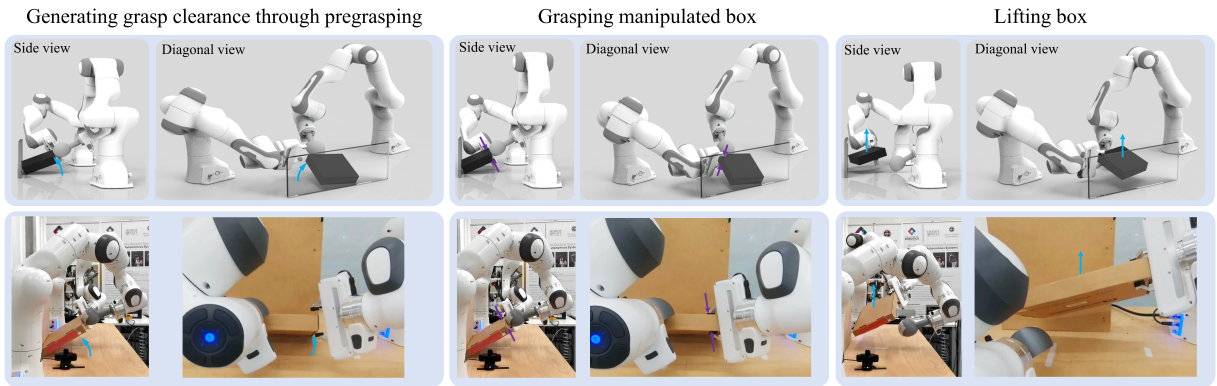 Generating grasp clearance through pregrasping
Grasping manipulated box
Lifting box
Side view
Diagonal view
Side view
Diagonal view
Side view
Diagonal view